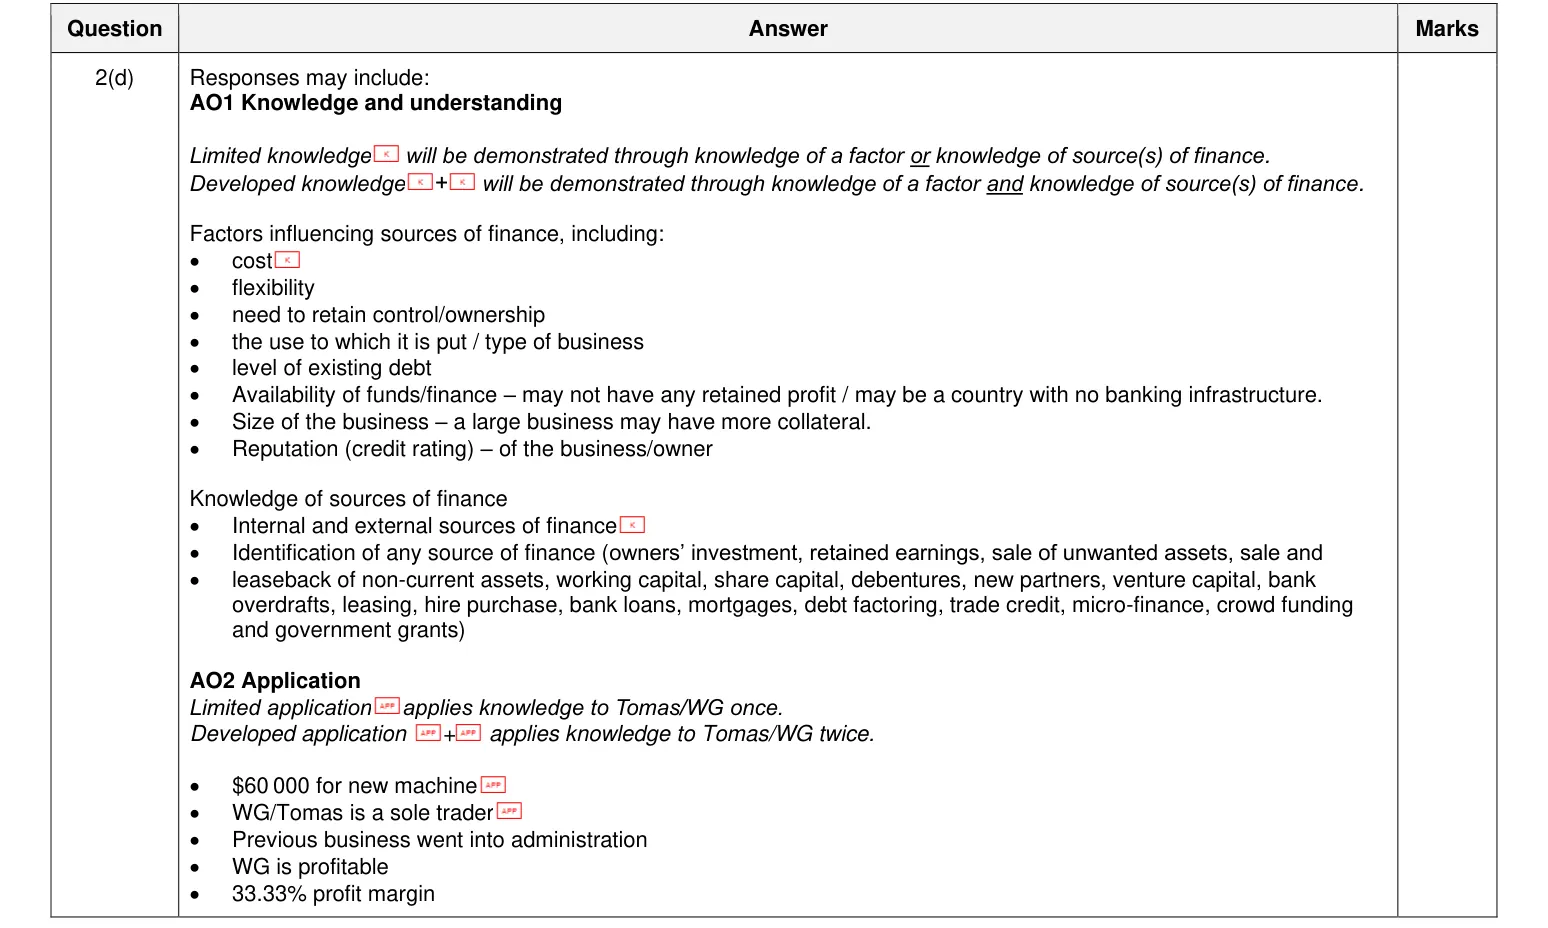 Question Answer Marks
2(d) Responses may include:
AO1 Knowledge and understanding
Limited knowledge K will be demonstrated through knowledge of a factor or knowledge of source(s) of finance.
Developed knowledge K + K will be demonstrated through knowledge of a factor and knowledge of source(s) of finance.
Factors influencing sources of finance, including:
• cost K
• flexibility
• need to retain control/ownership
• the use to which it is put / type of business
• level of existing debt
• Availability of funds/finance – may not have any retained profit / may be a country with no banking infrastructure.
• Size of the business – a large business may have more collateral.
• Reputation (credit rating) – of the business/owner
Knowledge of sources of finance
• Internal and external sources of finance K
• Identification of any source of finance (owners' investment, retained earnings, sale of unwanted assets, sale and
• leaseback of non-current assets, working capital, share capital, debentures, new partners, venture capital, bank
overdrafts, leasing, hire purchase, bank loans, mortgages, debt factoring, trade credit, micro-finance, crowd funding
and government grants)
AO2 Application
Limited application APP applies knowledge to Tomas/WG once.
Developed application APP + APP applies knowledge to Tomas/WG twice.
• $60 000 for new machine APP
• WG/Tomas is a sole trader APP
• Previous business went into administration
• WG is profitable
• 33.33% profit margin